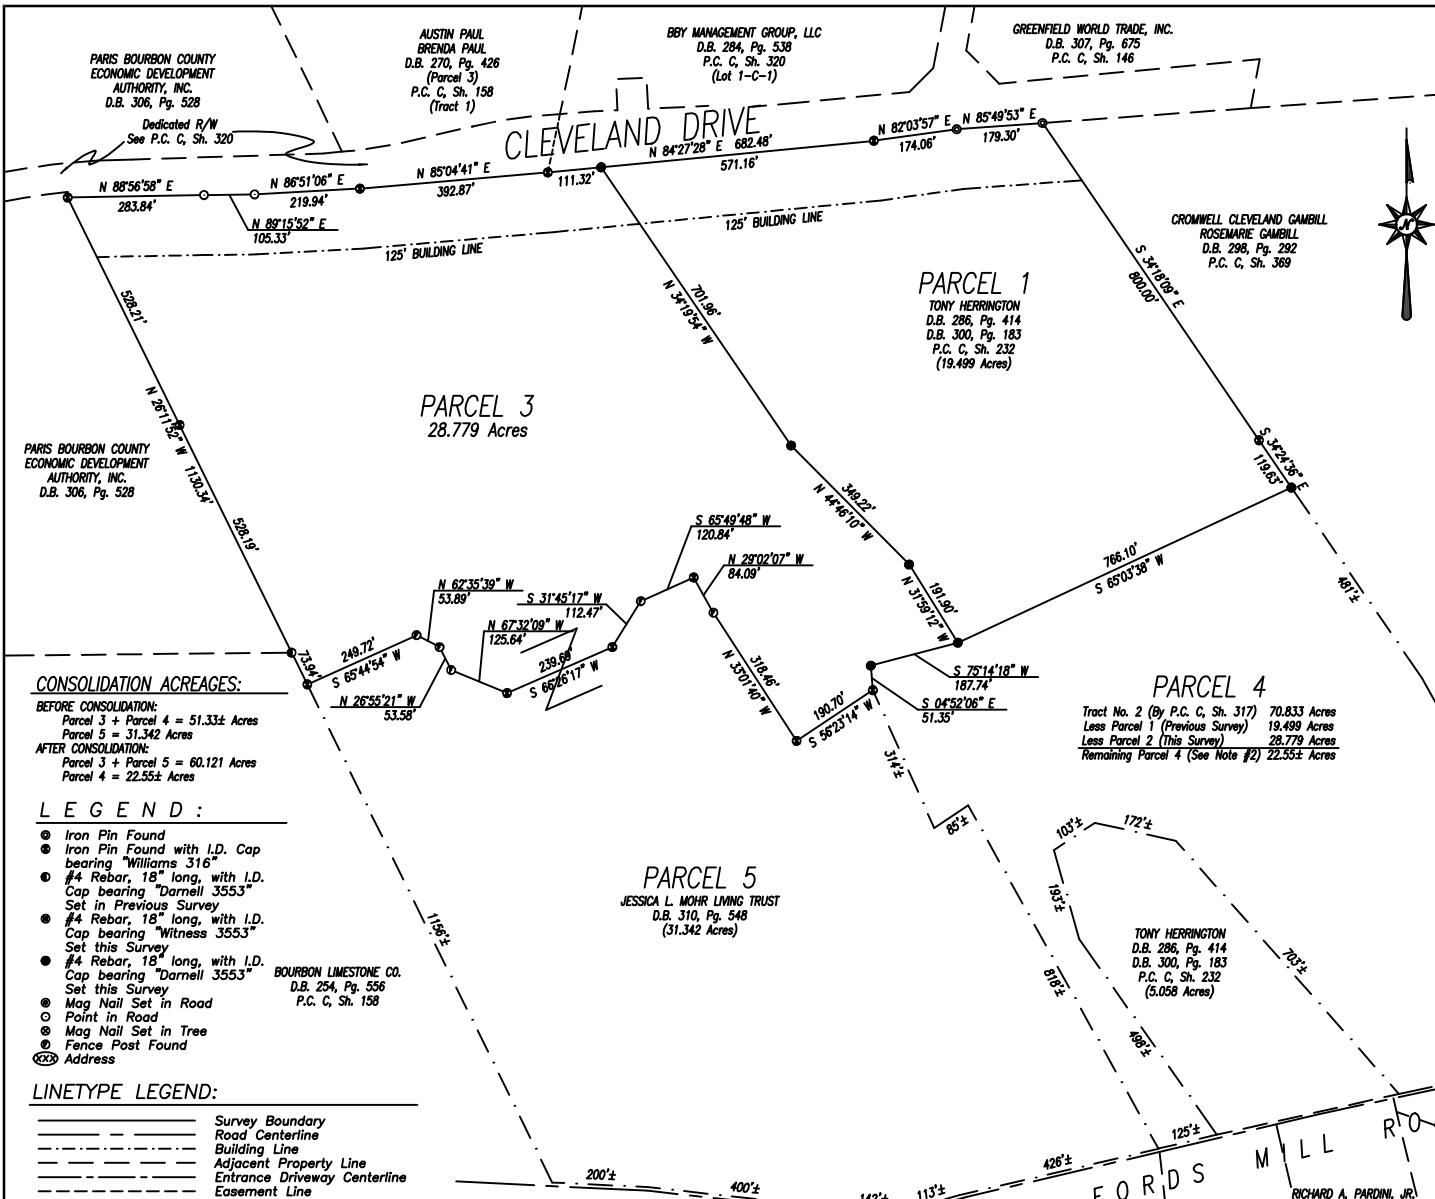 PARIS BOURBON COUNTY
ECONOMIC DEVELOPMENT
AUTHORITY, INC.
D.B. 306, Pg. 528
Dedicated R/W
See P.C. C, Sh. 320
AUSTIN PAUL
BRENDA PAUL
D.B. 270, Pg. 426
(Parcel 3)
P.C. C, Sh. 158
(Tract 1)
BBY MANAGEMENT GROUP, LLC
D.B. 284, Pg. 538
P.C. C, Sh. 320
(Lot 1-C-1)
GREENFIELD WORLD TRADE, INC.
D.B. 307, Pg. 675
P.C. C, Sh. 146
CLEVELAND DRIVE
N 88°56'58" E
283.84'
N 89°15'52" E
105.33'
N 86°51'06" E
219.94'
N 85°04'41" E
392.87'
111.32'
N 84°27'28" E 682.48'
571.16'
N 82°03'57" E
174.06'
N 85°49'53" E
179.30'
125' BUILDING LINE
125' BUILDING LINE
CROMWELL CLEVELAND GAMBILL
ROSEMARIE GAMBILL
D.B. 298, Pg. 292
P.C. C, Sh. 369
N
S 34°18'09" E
800.00'
PARCEL 1
TONY HERRINGTON
D.B. 286, Pg. 414
D.B. 300, Pg. 183
P.C. C, Sh. 232
(19.499 Acres)
528.21'
N 26°11'52" W
1130.34'
528.19'
73.94'
701.96'
N 34°19'54" W
PARCEL 3
28.779 Acres
PARIS BOURBON COUNTY
ECONOMIC DEVELOPMENT
AUTHORITY, INC.
D.B. 306, Pg. 528
349.22'
N 44°46'10" W
S 34°24'36" E
119.63'
191.90'
N 31°59'12" W
766.10'
S 65°03'38" W
481'±
S 65°49'48" W
120.84'
N 29°02'07" W
84.09'
N 62°35'39" W
53.89'
S 31°45'17" W
112.47'
N 67°32'09" W
125.64'
249.72'
S 65°44'54" W
N 26°55'21" W
53.58'
239.69'
S 66°26'17" W
318.46'
N 33°01'40" W
190.70'
S 56°23'14" W
S 75°14'18" W
187.74'
S 04°52'06" E
51.35'
CONSOLIDATION ACREAGES:
BEFORE CONSOLIDATION:
Parcel 3 + Parcel 4 = 51.33± Acres
Parcel 5 = 31.342 Acres
AFTER CONSOLIDATION:
Parcel 3 + Parcel 5 = 60.121 Acres
Parcel 4 = 22.55± Acres
PARCEL 4
Tract No. 2 (By P.C. C, Sh. 317) 70.833 Acres
Less Parcel 1 (Previous Survey) 19.499 Acres
Less Parcel 2 (This Survey) 28.779 Acres
Remaining Parcel 4 (See Note #2) 22.55± Acres
314'±
85'±
103'±
172'±
193'±
703'±
818'±
498'±
1156'±
LEGEND:
Iron Pin Found
Iron Pin Found with I.D. Cap
bearing "Williams 316"
#4 Rebar, 18" long, with I.D.
Cap bearing "Darnell 3553"
Set in Previous Survey
#4 Rebar, 18" long, with I.D.
Cap bearing "Witness 3553"
Set this Survey
#4 Rebar, 18" long, with I.D.
Cap bearing "Darnell 3553"
Set this Survey
Mag Nail Set in Road
Point in Road
Mag Nail Set in Tree
Fence Post Found
XXX Address
BOURBON LIMESTONE CO.
D.B. 254, Pg. 556
P.C. C, Sh. 158
PARCEL 5
JESSICA L. MOHR LIVING TRUST
D.B. 310, Pg. 548
(31.342 Acres)
TONY HERRINGTON
D.B. 286, Pg. 414
D.B. 300, Pg. 183
P.C. C, Sh. 232
(5.058 Acres)
LINETYPE LEGEND:
Survey Boundary
Road Centerline
Building Line
Adjacent Property Line
Entrance Driveway Centerline
Easement Line
200'±
400'±
113'±
426'±
125'±
FORDS MILL RO
RICHARD A. PARDINI, JR.